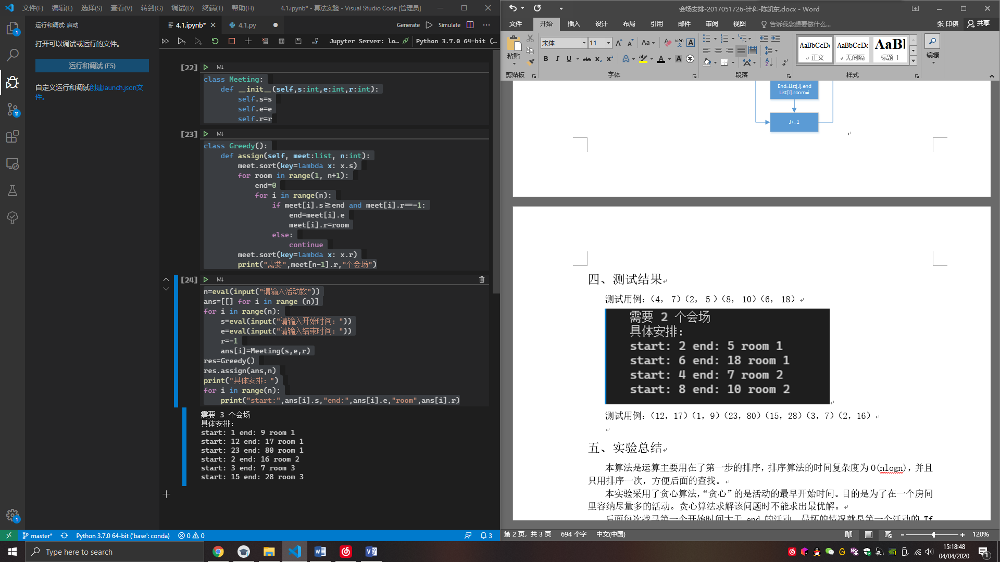 文件(F) 编辑(E) 选择(S) 查看(V) 转到(G) 调试(D) 终端(T) 帮助(H) 4.1.ipynb* - 算法实验 - Visual Studio Code [管理员]
运行和调试: 启动
打开可以调试或运行的文件。
运行和调试 (F5)
自定义运行和调试创建launch.json文
件。
1
11
1
4.1.ipynb* 4.1.py Generate Simulate
Jupyter Server: lo... Python 3.7.0 64-bit (...
[22] M↓
class Meeting:
def __init__(self,s:int,e:int,r:int):
self.s=s
self.e=e
self.r=r
[23] M↓
class Greedy():
def assign(self, meet:list, n:int):
meet.sort(key=lambda x: x.s)
for room in range(1, n+1):
end=0
for i in range(n):
if meet[i].s≥end and meet[i].r==-1:
end=meet[i].e
meet[i].r=room
else:
continue
meet.sort(key=lambda x: x.r)
print("需要",meet[n-1].r,"个会场")
[24] M↓
n=eval(input("请输入活动数"))
ans=[[] for i in range (n)]
for i in range(n):
s=eval(input("请输入开始时间: "))
e=eval(input("请输入结束时间: "))
r=-1
ans[i]=Meeting(s,e,r)
res=Greedy()
res.assign(ans,n)
print("具体安排: ")
for i in range(n):
print("start:",ans[i].s,"end:",ans[i].e,"room",ans[i].r)
需要 3 个会场
具体安排:
start: 1 end: 9 room 1
start: 12 end: 17 room 1
start: 23 end: 80 room 1
start: 2 end: 16 room 2
start: 3 end: 7 room 3
start: 15 end: 28 room 3
master* Python 3.7.0 64-bit ('base': conda) 0 0 3
会场安排-2017051726-计科-陈凯东.docx - Word
文件 开始 插入 设计 布局 引用 邮件 审阅 视图 告诉我您想要做什么... 张 印祺 共享
粘贴
宋体 11
AaBbCcDc AaBbCcDc AaBl
正文 无间隔 标题 1
编辑
剪贴板 字体 段落 样式
End=List[J].end
List[J].room=i
J+=1
四、测试结果
测试用例:（4， 7）（2， 5 ）（8， 10）（6， 18）
需要 2 个会场
具体安排:
start: 2 end: 5 room 1
start: 6 end: 18 room 1
start: 4 end: 7 room 2
start: 8 end: 10 room 2
测试用例:（12，17）（1，9）（23，80）（15，28）（3，7）（2，16）
五、实验总结
本算法是运算主要用在了第一步的排序，排序算法的时间复杂度为 O(nlogn)，并且
只用排序一次，方便后面的查找。
本实验采用了贪心算法，“贪心”的是活动的最早开始时间。目的是为了在一个房间
里容纳尽量多的活动。贪心算法求解该问题时不能求出最优解。
后面每次找寻第一个开始时间大于 end 的活动，最坏的情况就是第一个活动的 Tf
第 2 页，共 3 页 694 个字 中文(中国) 120%
Type here to search
15:18:48
04/04/2020
1